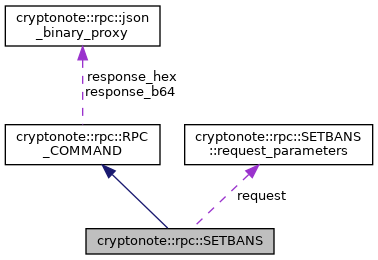 cryptonote::rpc::json
_binary_proxy
response_hex
response_b64
cryptonote::rpc::RPC
_COMMAND
cryptonote::rpc::SETBANS
::request_parameters
request
cryptonote::rpc::SETBANS